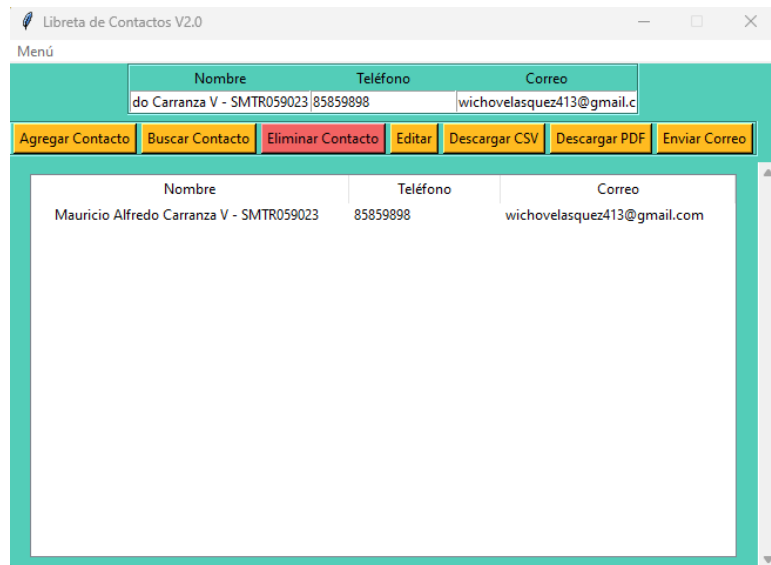 Libreta de Contactos V2.0
Menú
Nombre Teléfono Correo
do Carranza V - SMTR059023 85859898 wichovelasquez413@gmail.c
Agregar Contacto Buscar Contacto Eliminar Contacto Editar Descargar CSV Descargar PDF Enviar Correo
Nombre Teléfono Correo
Mauricio Alfredo Carranza V - SMTR059023 85859898 wichovelasquez413@gmail.com